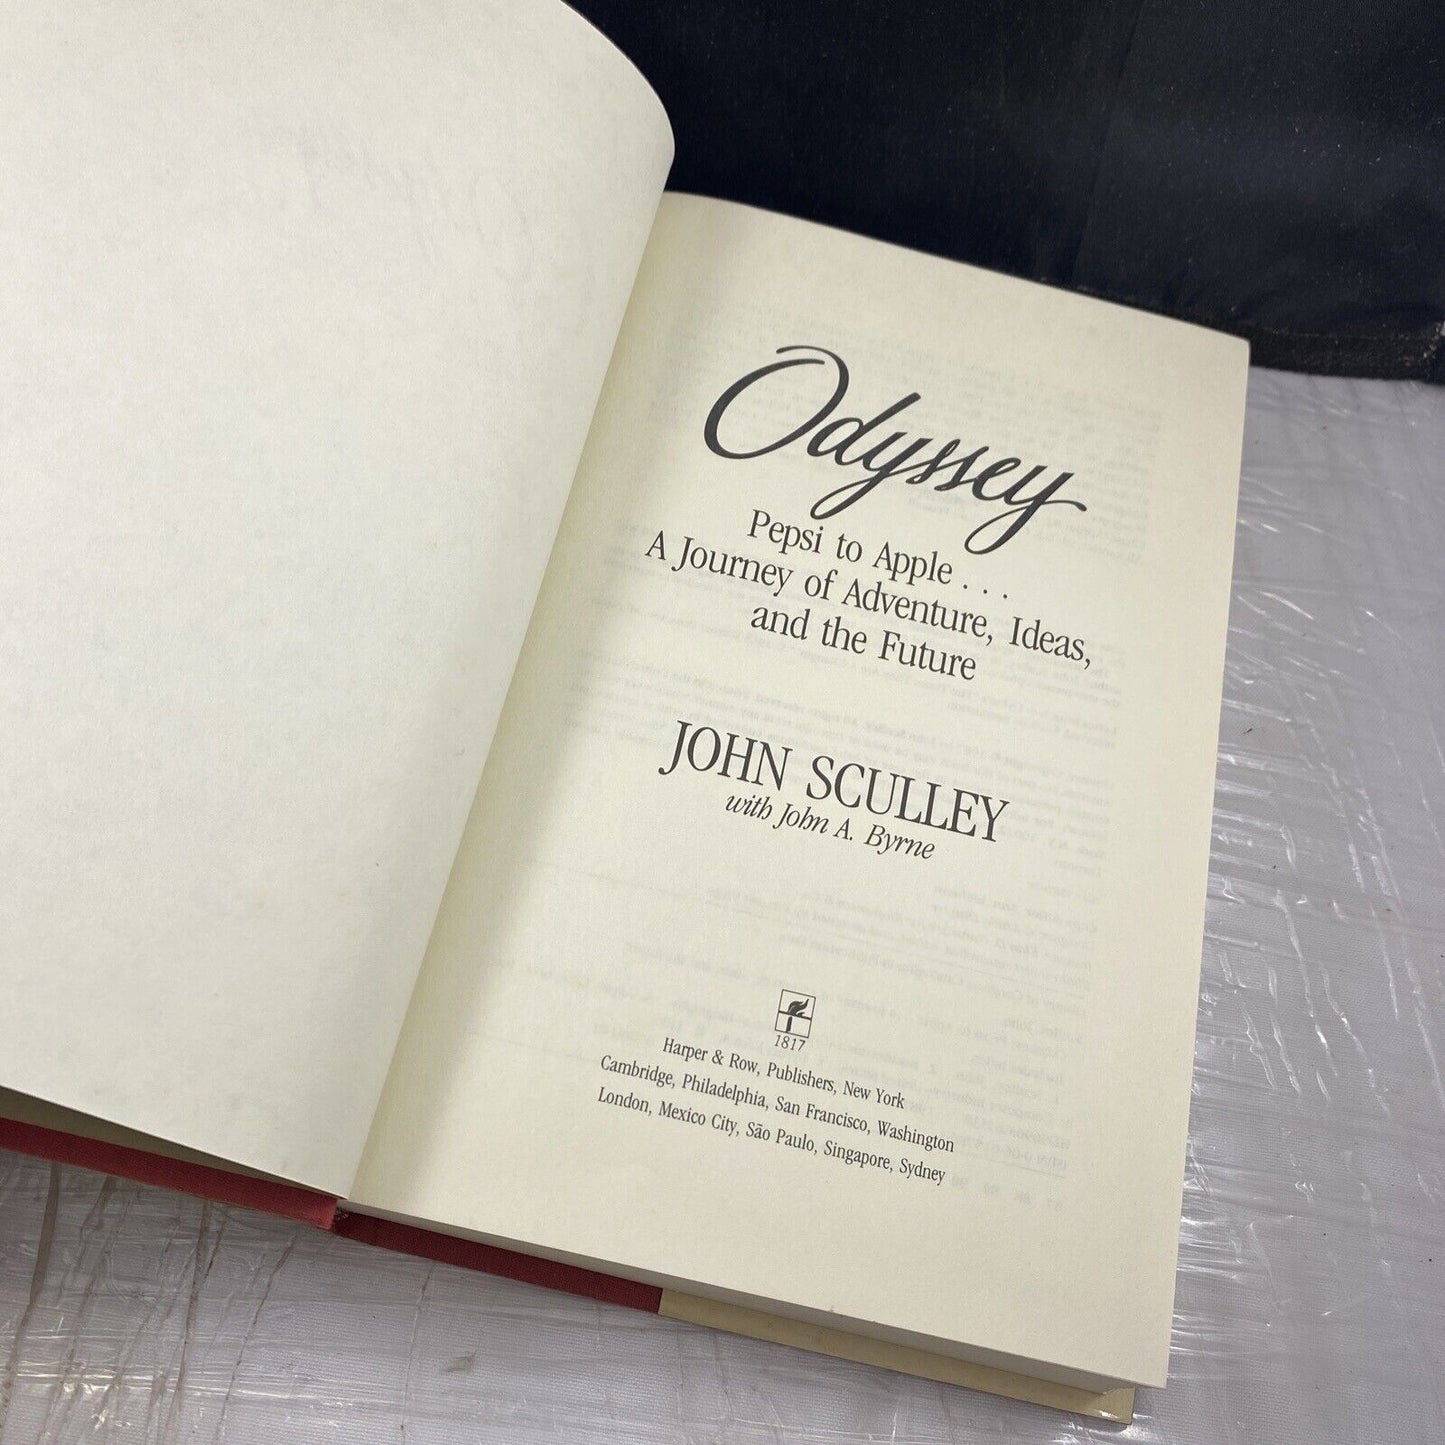 Odyssey
Pepsi to Apple . . .
A Journey of Adventure, Ideas,
and the Future
JOHN SCULLEY
with John A. Byrne
1817
Harper & Row, Publishers, New York
Cambridge, Philadelphia, San Francisco, Washington
London, Mexico City, São Paulo, Singapore, Sydney